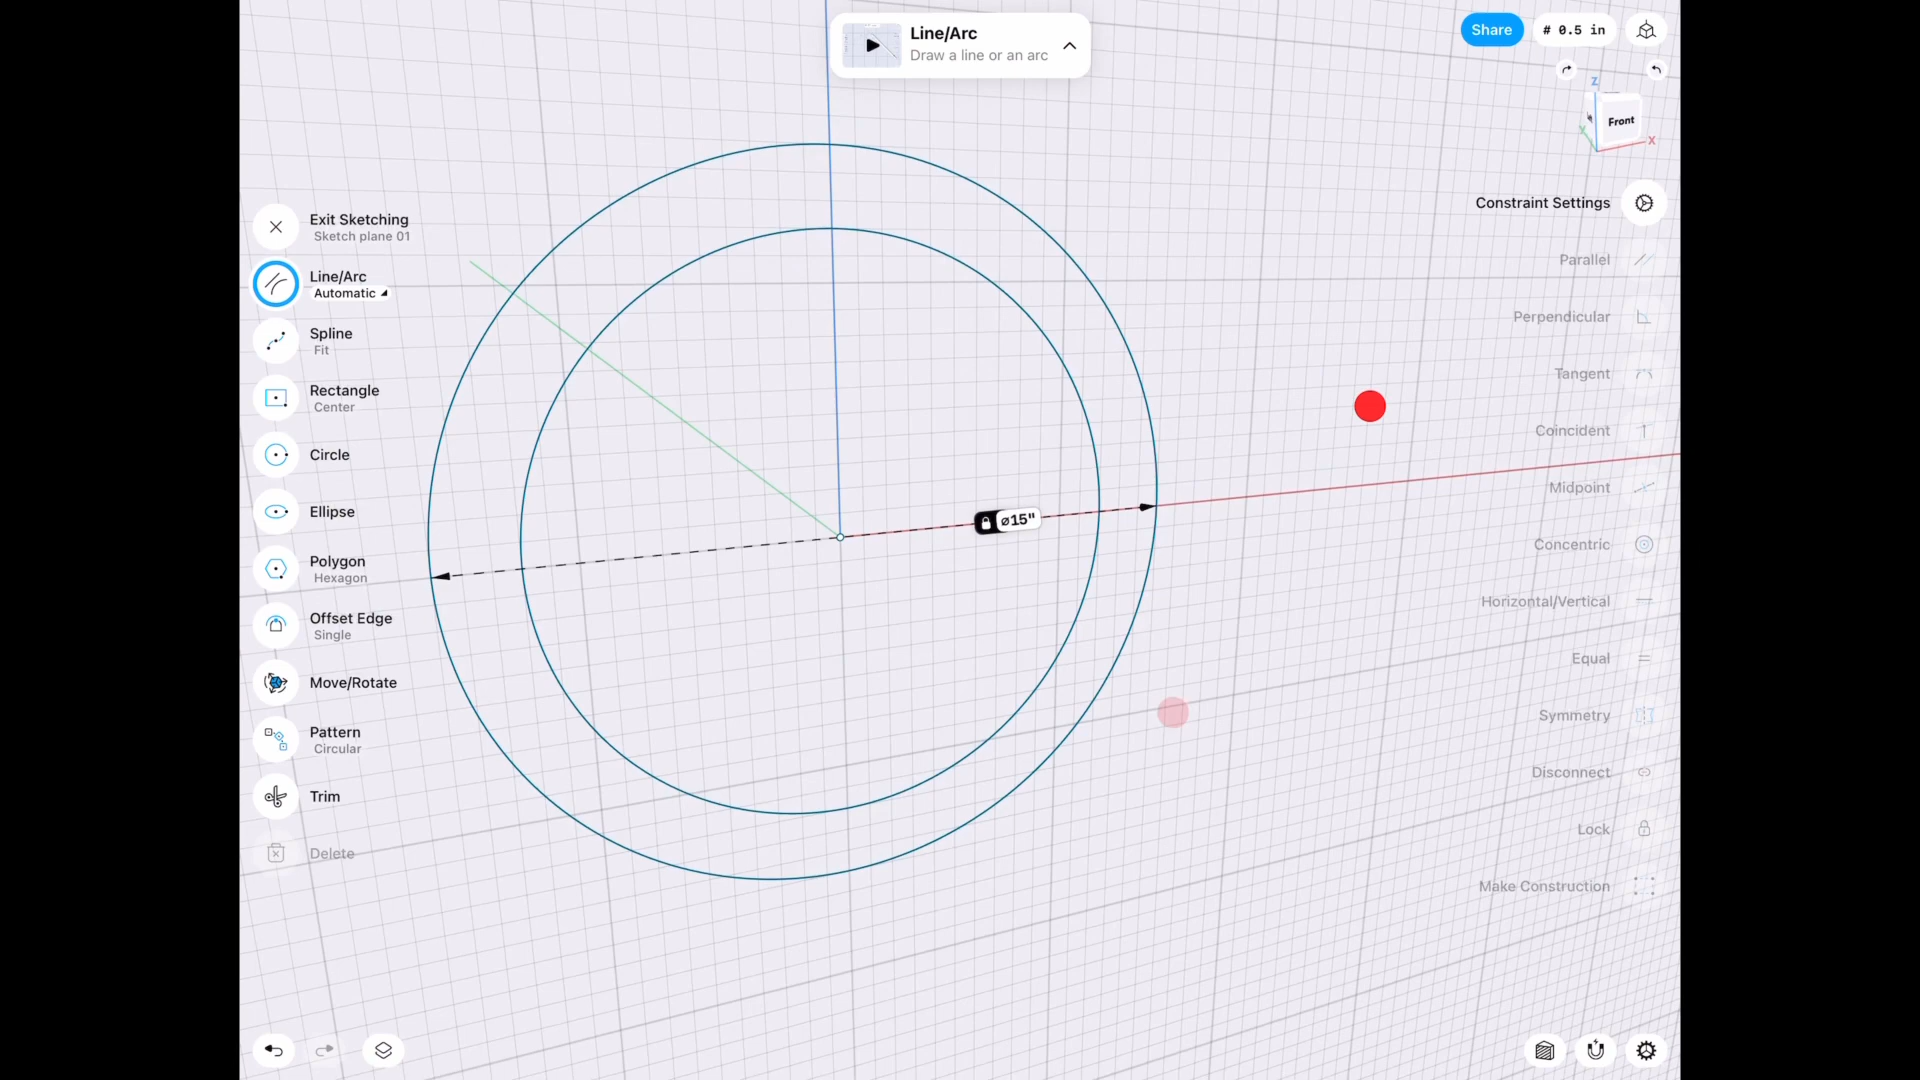 Line/Arc
Draw a line or an arc
Share
# 0.5 in
Z
Front
Y
X
Exit Sketching
Sketch plane 01
Line/Arc
Automatic
Spline
Fit
Rectangle
Center
Circle
Ellipse
Polygon
Hexagon
Offset Edge
Single
Move/Rotate
Pattern
Circular
Trim
Delete
⌀15"
Constraint Settings
Parallel
Perpendicular
Tangent
Coincident
Midpoint
Concentric
Horizontal/Vertical
Equal
Symmetry
Disconnect
Lock
Make Construction